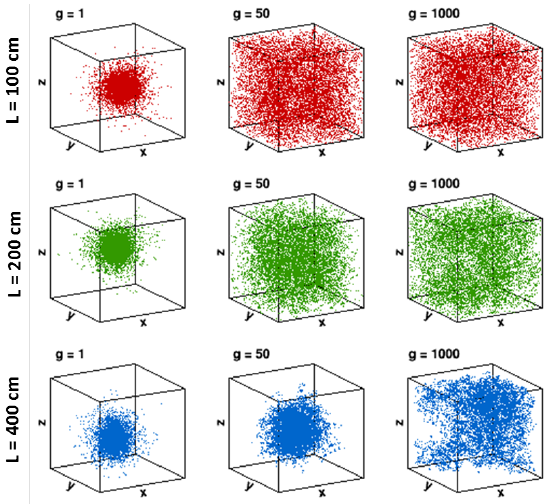 g = 1
g = 50
g = 1000
L = 100 cm
z
y
x
z
y
x
z
y
x
g = 1
g = 50
g = 1000
L = 200 cm
z
y
x
z
y
x
z
y
x
g = 1
g = 50
g = 1000
L = 400 cm
z
y
x
z
y
x
z
y
x